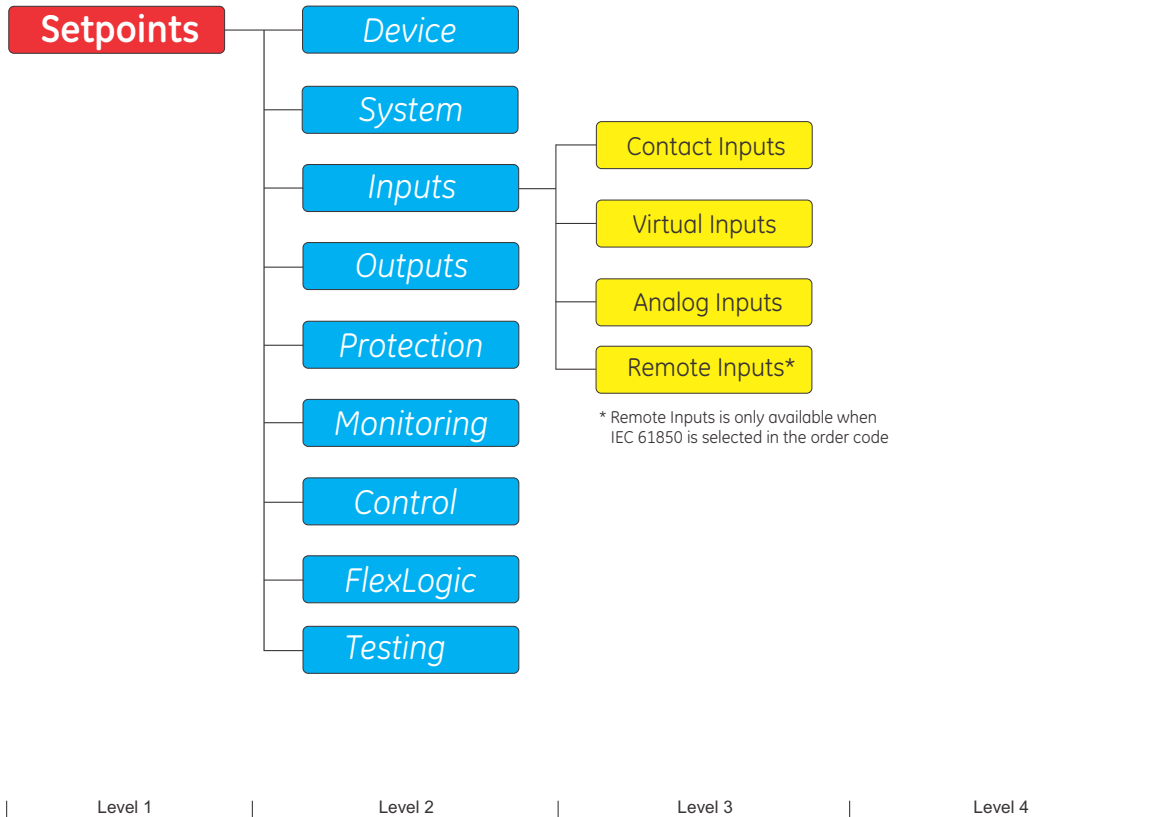 Setpoints
Device
System
Inputs
Outputs
Protection
Monitoring
Control
FlexLogic
Testing
Contact Inputs
Virtual Inputs
Analog Inputs
Remote Inputs*
* Remote Inputs is only available when
IEC 61850 is selected in the order code
Level 1
Level 2
Level 3
Level 4